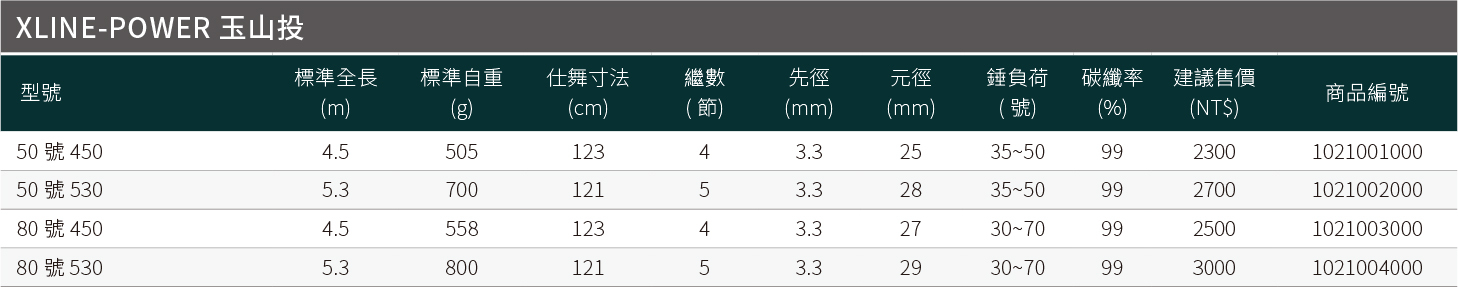 XLINE-POWER 玉山投
型號 標準全長 (m) 標準自重 (g) 仕舞寸法 (cm) 繼數 ( 節) 先徑 (mm) 元徑 (mm) 錘負荷 ( 號) 碳纖率 (%) 建議售價 (NT$) 商品編號
50 號 450 4.5 505 123 4 3.3 25 35~50 99 2300 1021001000
50 號 530 5.3 700 121 5 3.3 28 35~50 99 2700 1021002000
80 號 450 4.5 558 123 4 3.3 27 30~70 99 2500 1021003000
80 號 530 5.3 800 121 5 3.3 29 30~70 99 3000 1021004000